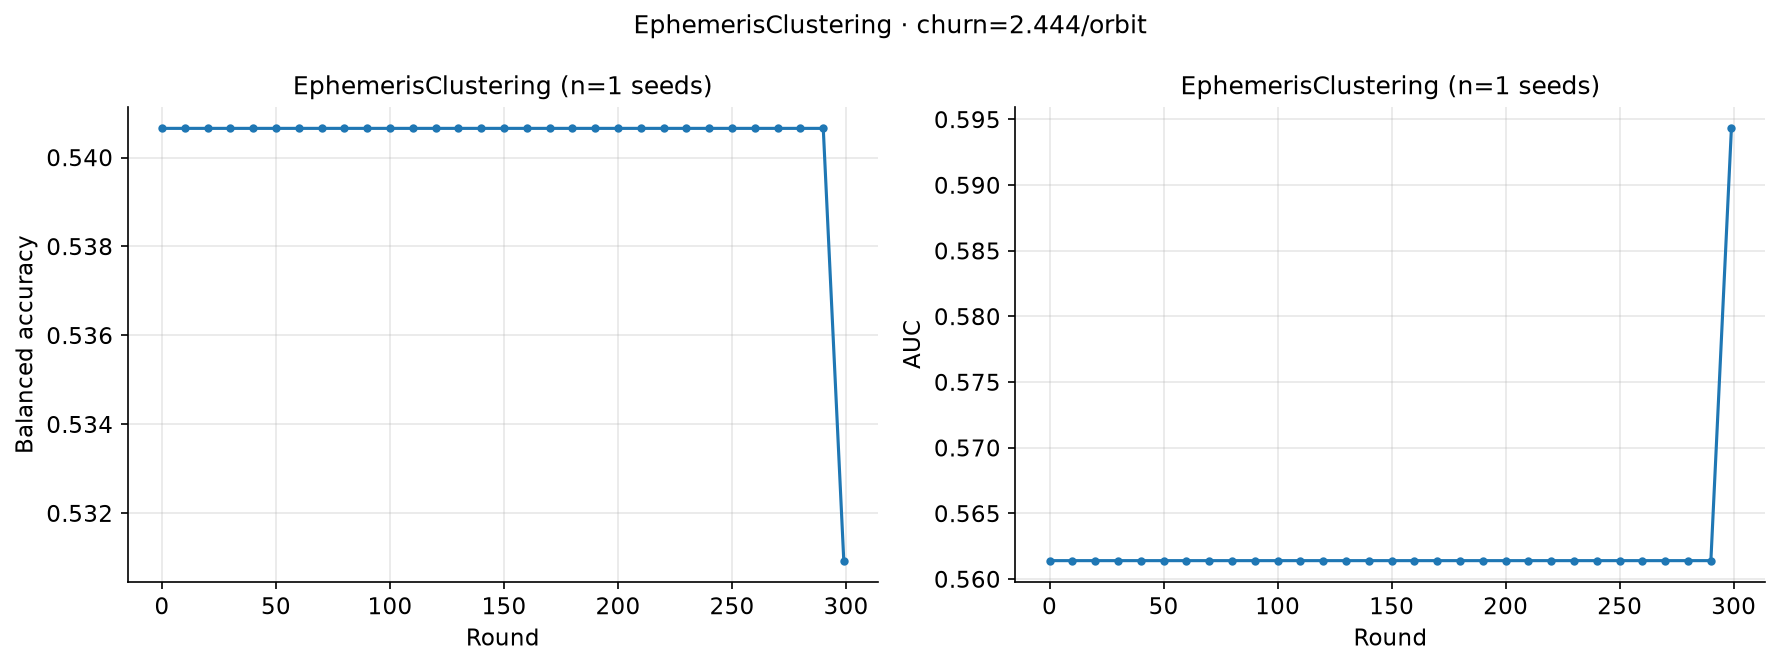 EphemerisClustering · churn=2.444/orbit
EphemerisClustering (n=1 seeds)
Balanced accuracy
0.540
0.538
0.536
0.534
0.532
0 50 100 150 200 250 300
Round
EphemerisClustering (n=1 seeds)
AUC
0.595
0.590
0.585
0.580
0.575
0.570
0.565
0.560
0 50 100 150 200 250 300
Round